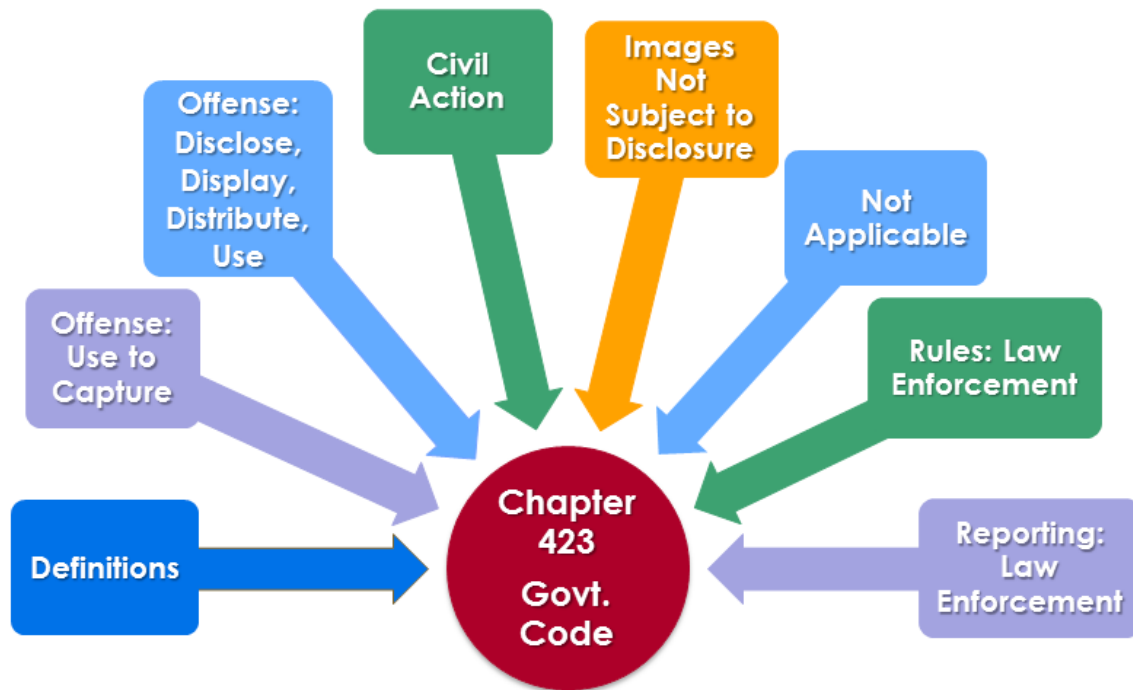 Definitions
Offense:
Use to
Capture
Offense:
Disclose,
Display,
Distribute,
Use
Civil
Action
Images
Not
Subject to
Disclosure
Not
Applicable
Rules: Law
Enforcement
Reporting:
Law
Enforcement
Chapter
423
Govt.
Code